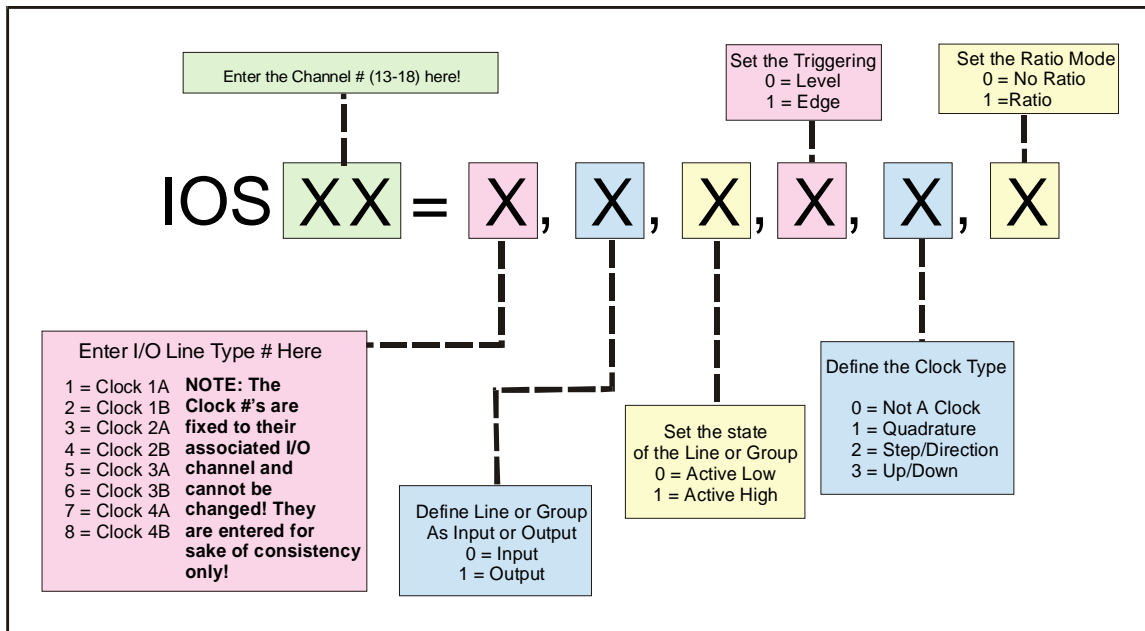 Enter the Channel # (13-18) here!
Set the Triggering
0 = Level
1 = Edge
Set the Ratio Mode
0 = No Ratio
1 =Ratio
IOS XX = X, X, X, X, X, X
Enter I/O Line Type # Here
1 = Clock 1A
2 = Clock 1B
3 = Clock 2A
4 = Clock 2B
5 = Clock 3A
6 = Clock 3B
7 = Clock 4A
8 = Clock 4B
NOTE: The
Clock #'s are
fixed to their
associated I/O
channel and
cannot be
changed! They
are entered for
sake of consistency
only!
Define Line or Group
As Input or Output
0 = Input
1 = Output
Set the state
of the Line or Group
0 = Active Low
1 = Active High
Define the Clock Type
0 = Not A Clock
1 = Quadrature
2 = Step/Direction
3 = Up/Down